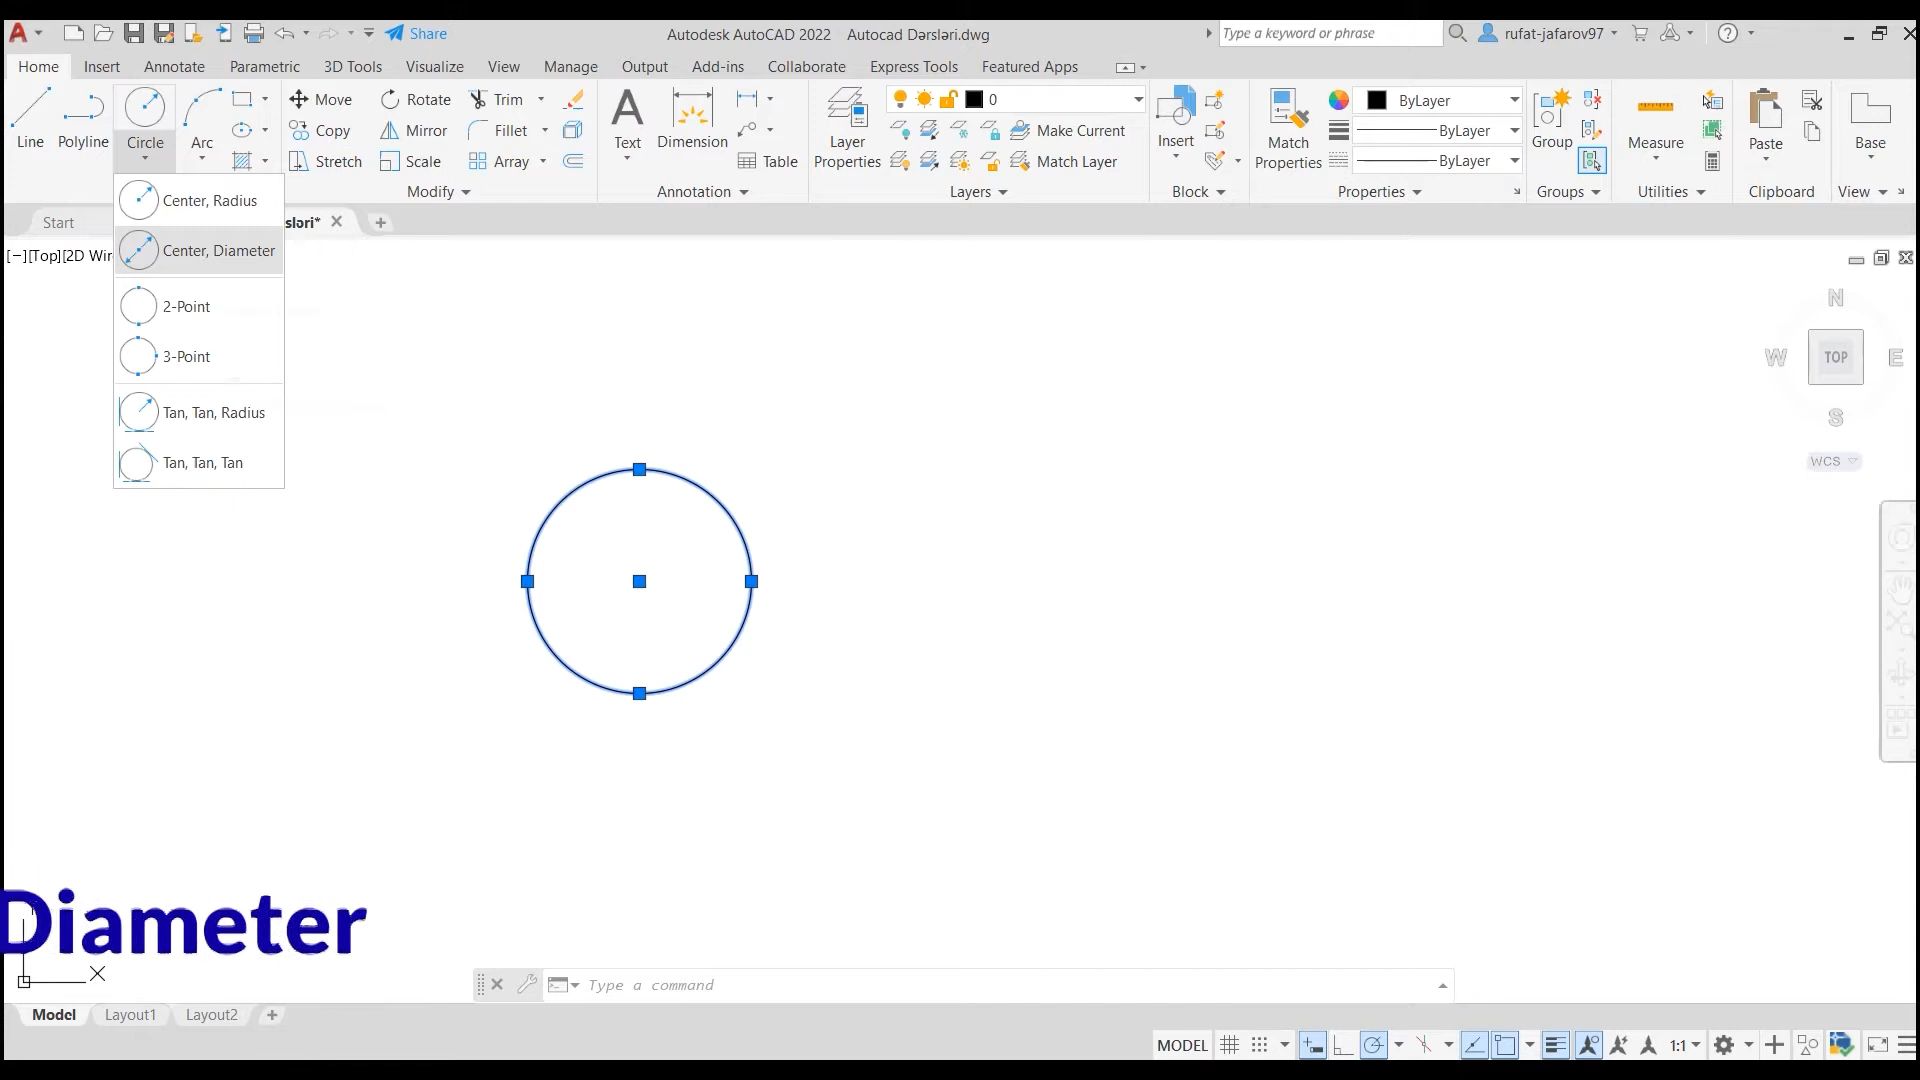 Share
Autodesk AutoCAD 2022 Autocad Dərsləri.dwg
Type a keyword or phrase
rufat-jafarov97
Home Insert Annotate Parametric 3D Tools Visualize View Manage Output Add-ins Collaborate Express Tools Featured Apps
Line
Polyline
Circle
Arc
Move Rotate Trim
Copy Mirror Fillet
Stretch Scale Array
Modify
Text
Dimension
Table
Annotation
Layer
Properties
0
Make Current
Match Layer
Layers
Insert
Block
Match
Properties
ByLayer
ByLayer
ByLayer
Properties
Group
Groups
Measure
Utilities
Paste
Clipboard
Base
View
Start
sləri*
[−][Top][2D Wir
Center, Radius
Center, Diameter
2-Point
3-Point
Tan, Tan, Radius
Tan, Tan, Tan
N
W TOP E
S
WCS
Diameter
X
Type a command
Model Layout1 Layout2
MODEL
1:1